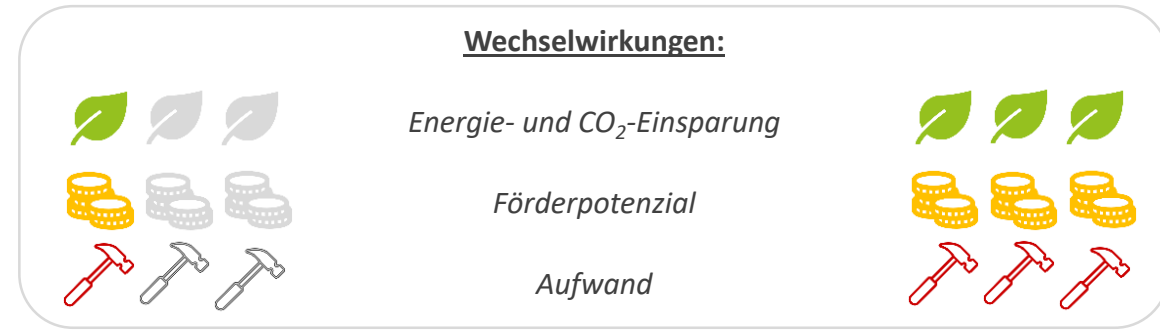 Wechselwirkungen:
Energie- und CO₂-Einsparung
Förderpotenzial
Aufwand